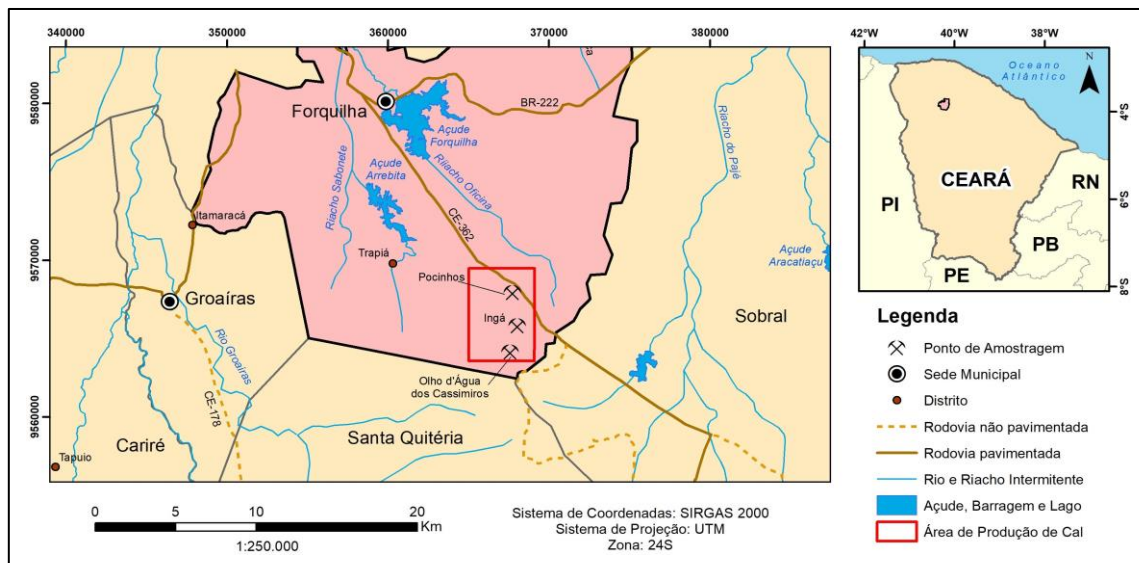 340000
350000
360000
370000
380000
9580000
9570000
9560000
Forquilha
BR-222
Açude
Forquilha
Açude
Arrebita
Riacho Sabonete
Riiacho Oficina
Riacho do Pajé
CE-362
Itamaracá
Trapiá
Pocinhos
Ingá
Olho d'Água
dos Cassimiros
Groaíras
Rio Groaíras
CE-178
Açude
Aracatiaçu
Sobral
Santa Quitéria
Cariré
Tapuio
0
5
10
20
Km
1:250.000
Sistema de Coordenadas: SIRGAS 2000
Sistema de Projeção: UTM
Zona: 24S
42°W
40°W
38°W
N
Oceano
Atlântico
4°S
6°S
8°S
CEARÁ
PI
RN
PB
PE
Legenda
Ponto de Amostragem
Sede Municipal
Distrito
Rodovia não pavimentada
Rodovia pavimentada
Rio e Riacho Intermitente
Açude, Barragem e Lago
Área de Produção de Cal